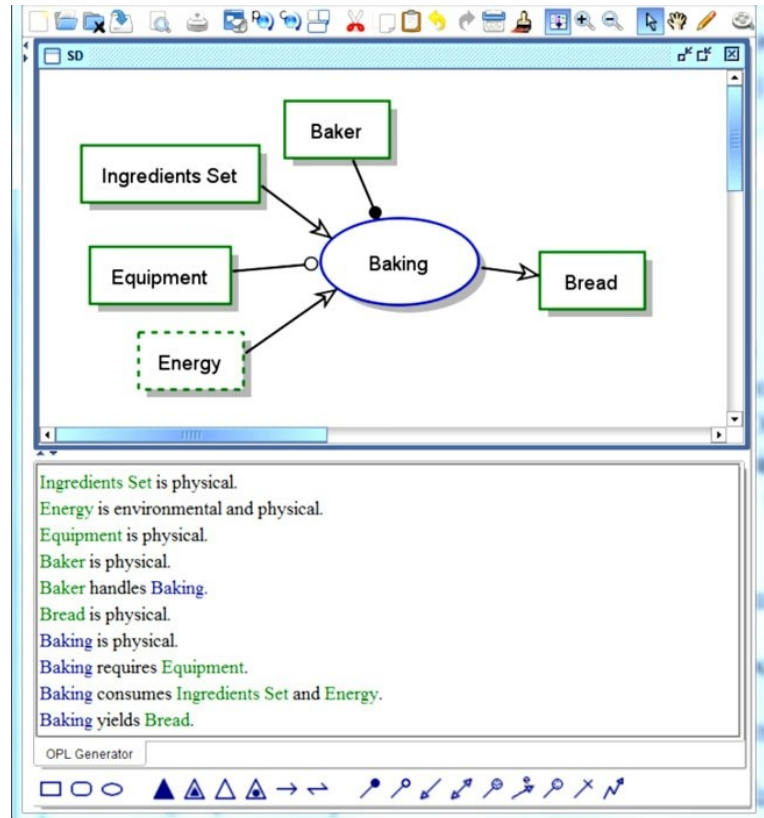 SD
Baker
Ingredients Set
Equipment
Baking
Bread
Energy
Ingredients Set is physical.
Energy is environmental and physical.
Equipment is physical.
Baker is physical.
Baker handles Baking.
Bread is physical.
Baking is physical.
Baking requires Equipment.
Baking consumes Ingredients Set and Energy.
Baking yields Bread.
OPL Generator